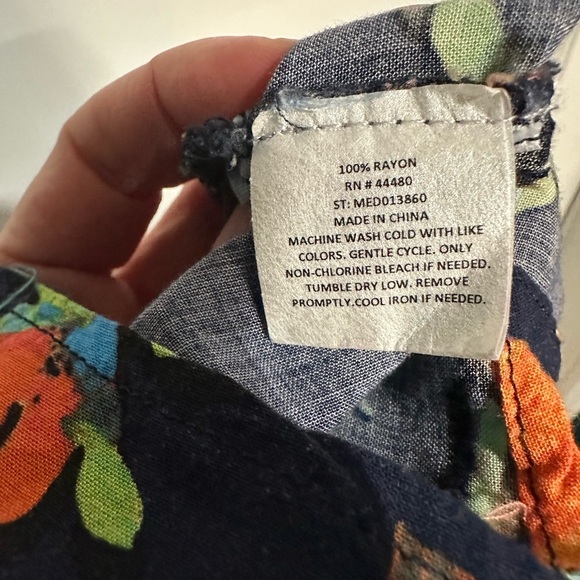 100% RAYON
RN # 44480
ST: MED013860
MADE IN CHINA
MACHINE WASH COLD WITH LIKE
COLORS. GENTLE CYCLE. ONLY
NON-CHLORINE BLEACH IF NEEDED.
TUMBLE DRY LOW. REMOVE
PROMPTLY.COOL IRON IF NEEDED.